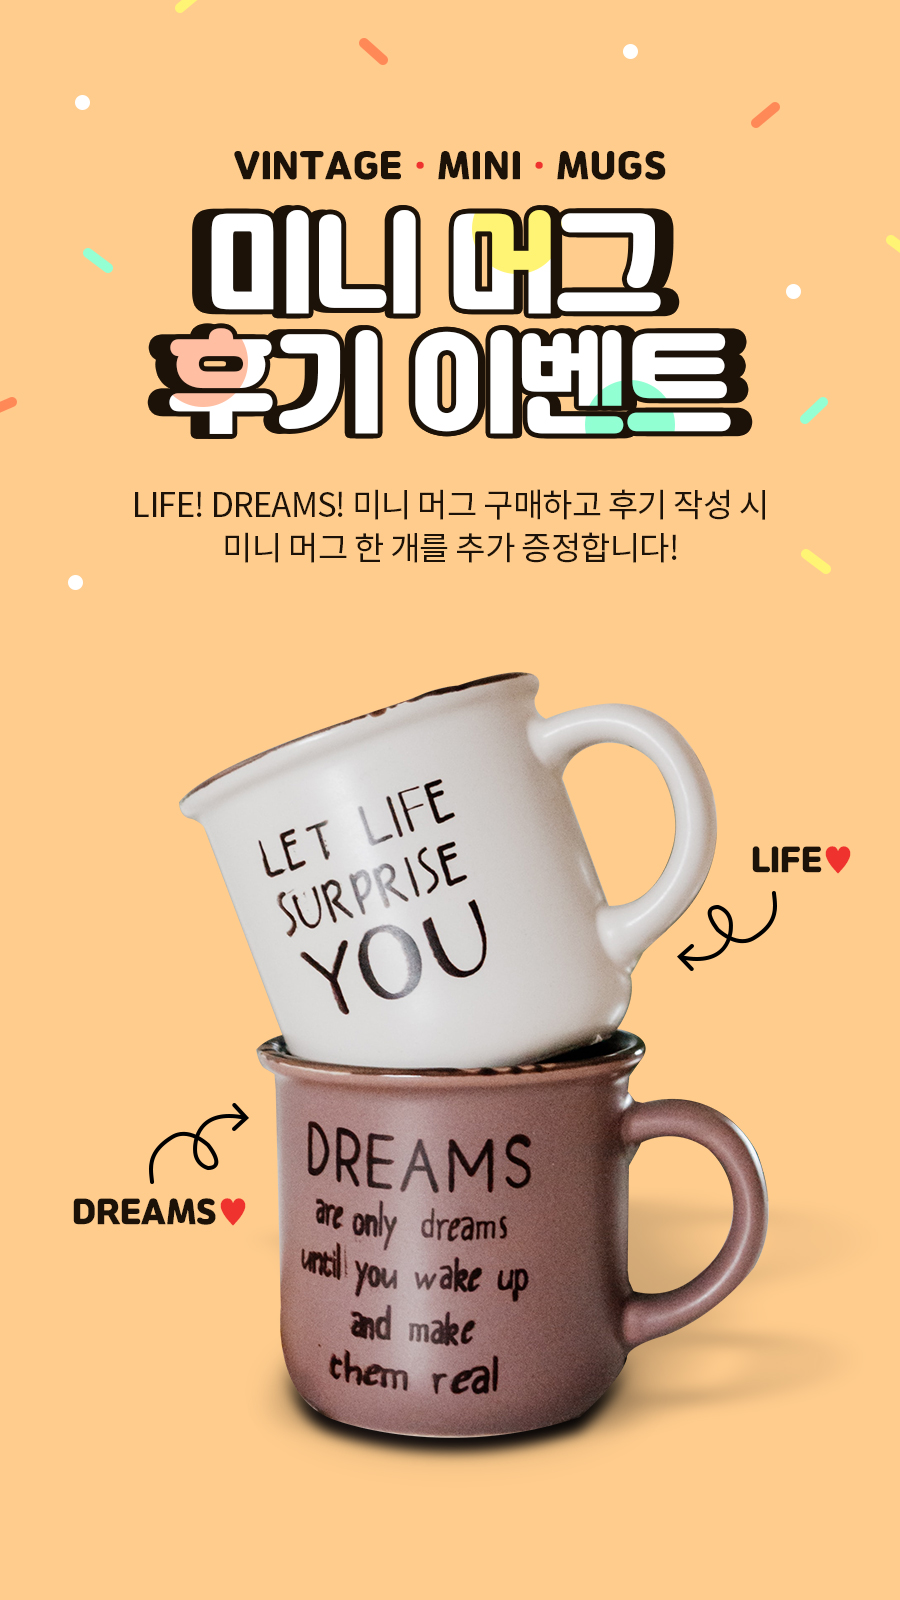 VINTAGE · MINI · MUGS
미니 머그
후기 이벤트
LIFE! DREAMS! 미니 머그 구매하고 후기 작성 시
미니 머그 한 개를 추가 증정합니다!
LET LIFE
SURPRISE
YOU
LIFE♥
DREAMS
are only dreams
until you wake up
and make
them real
DREAMS♥